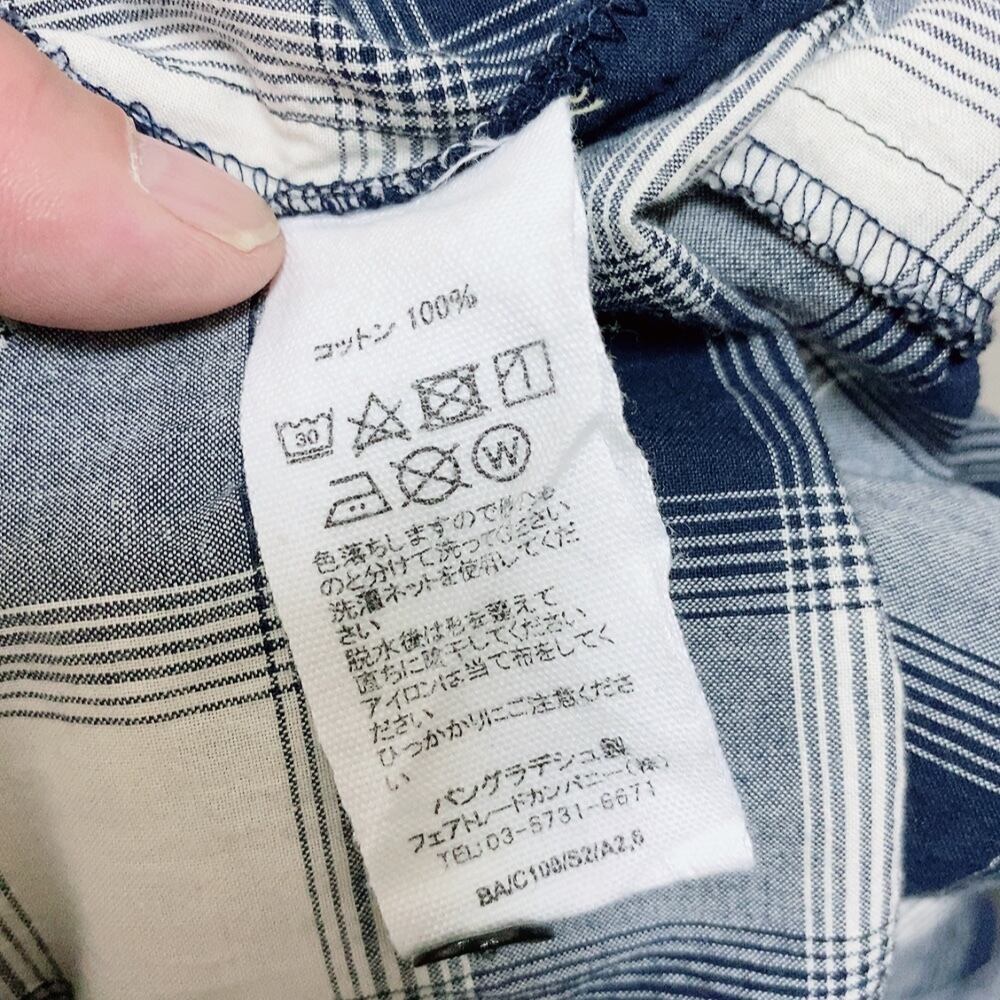 コットン 100%
30
W
色落ちしますので他の
のと分けて洗ってください
洗濯ネットを使用してくだ
さい
脱水後は形を整えて
直ちに陰干してください
アイロンは当て布をしてく
ださい
ひっかかりにご注意くださ
い
バングラデシュ製
フェアトレードカンパニー(株)
TEL:03-5731-6671
BA/C109/S2/A2,6